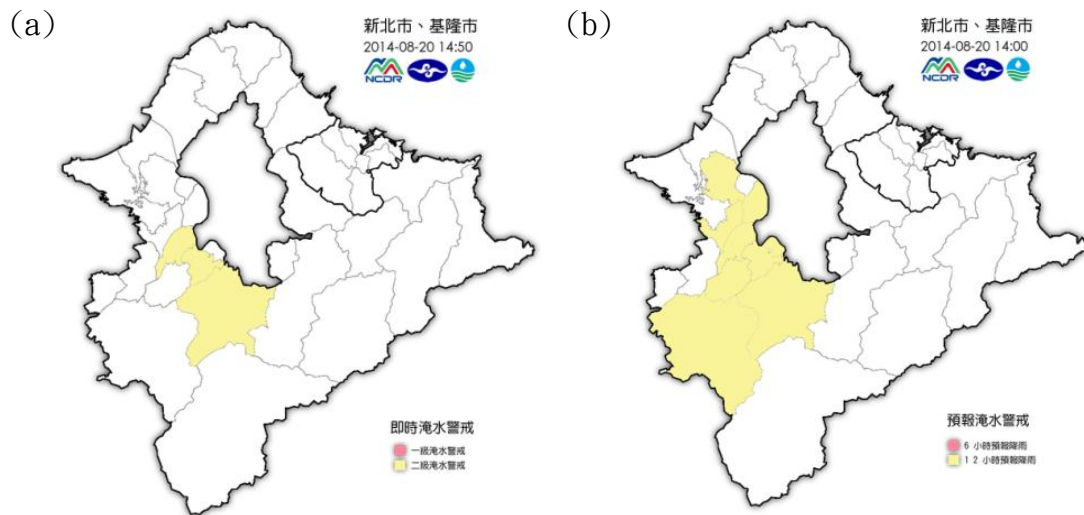 (a)
新北市、基隆市
2014-08-20 14:50
NCDR
即時淹水警戒
一級淹水警戒
二級淹水警戒
(b)
新北市、基隆市
2014-08-20 14:00
NCDR
預報淹水警戒
6 小時預報降雨
1 2 小時預報降雨